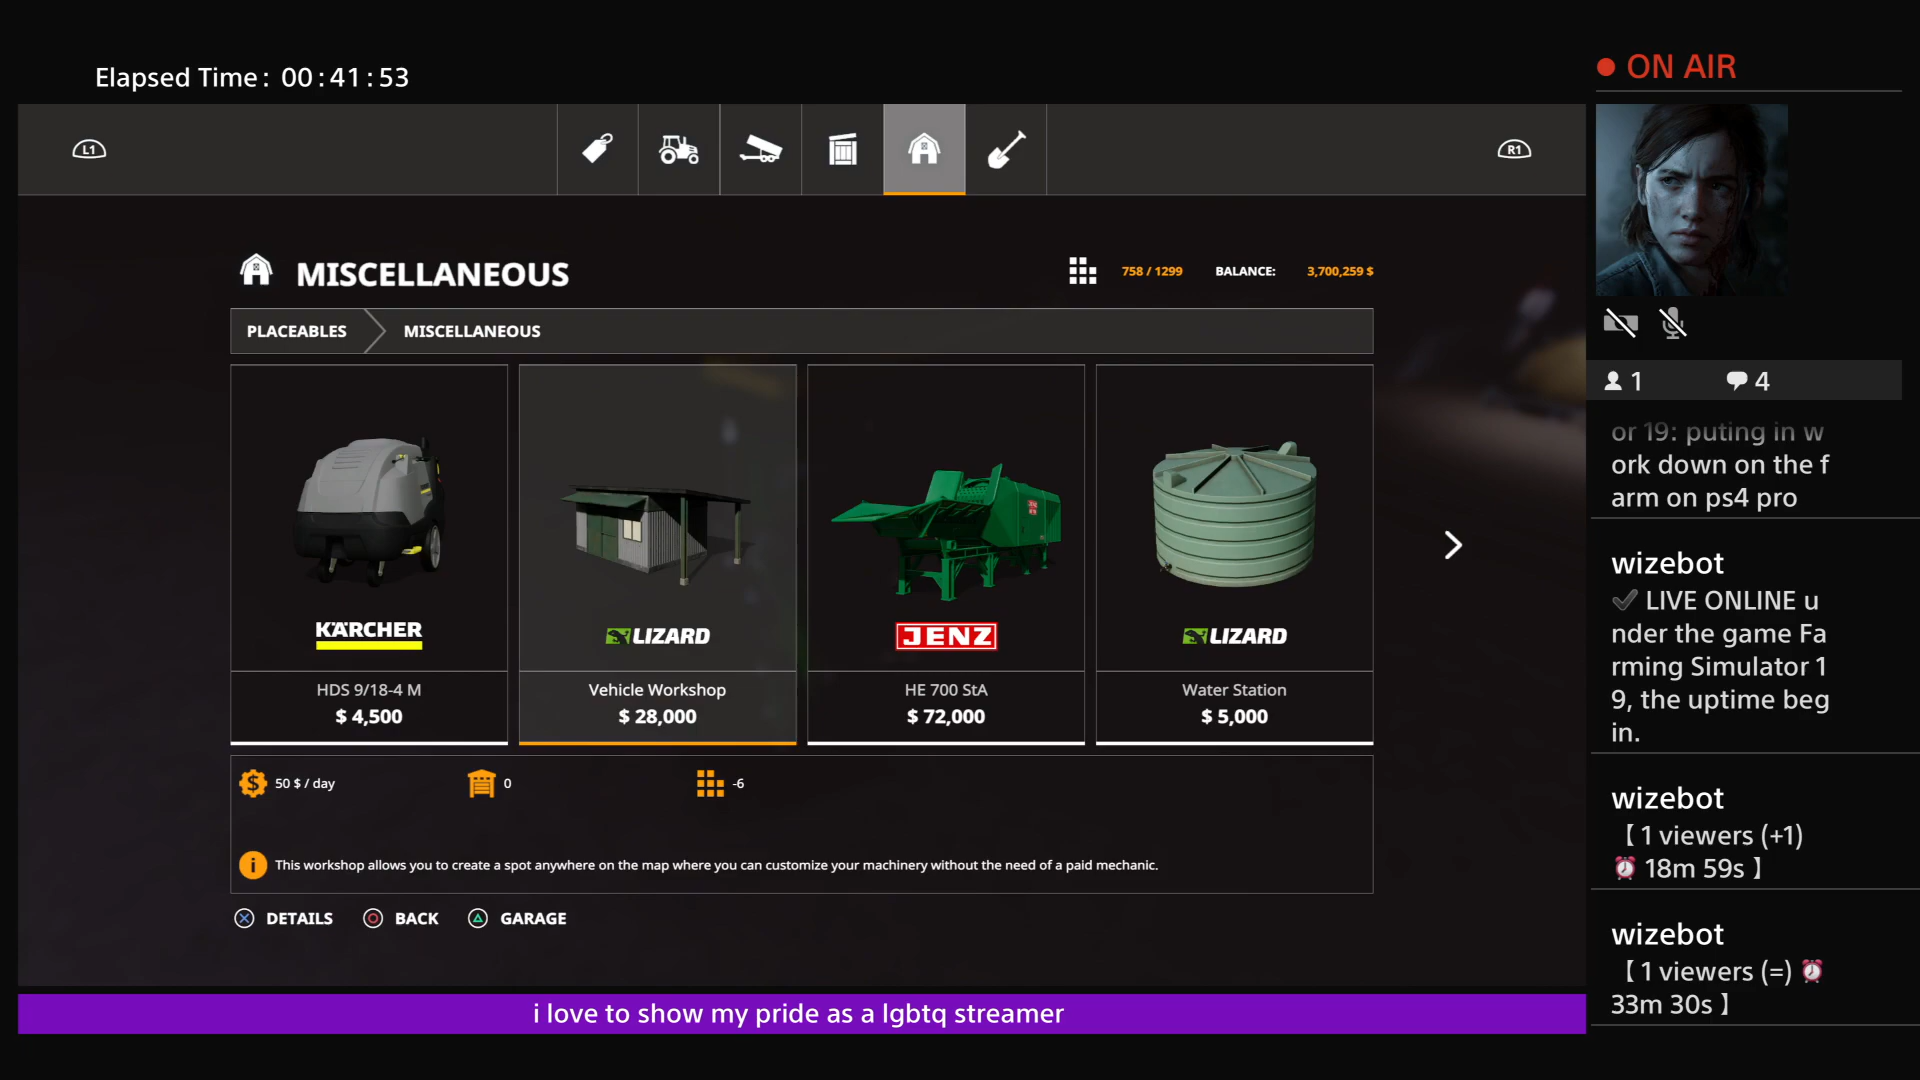 Elapsed Time: 00:41:53
ON AIR
L1
R1
MISCELLANEOUS
758 / 1299
BALANCE:
3,700,259 $
PLACEABLES
MISCELLANEOUS
KÄRCHER
HDS 9/18-4 M
$ 4,500
LIZARD
Vehicle Workshop
$ 28,000
JENZ
HE 700 StA
$ 72,000
LIZARD
Water Station
$ 5,000
50 $ / day
0
-6
This workshop allows you to create a spot anywhere on the map where you can customize your machinery without the need of a paid mechanic.
DETAILS
BACK
GARAGE
i love to show my pride as a lgbtq streamer
1
4
or 19: puting in w
ork down on the f
arm on ps4 pro
wizebot
✔ LIVE ONLINE u
nder the game Fa
rming Simulator 1
9, the uptime beg
in.
wizebot
【1 viewers (+1)
⏰ 18m 59s】
wizebot
【1 viewers (=) ⏰
33m 30s】